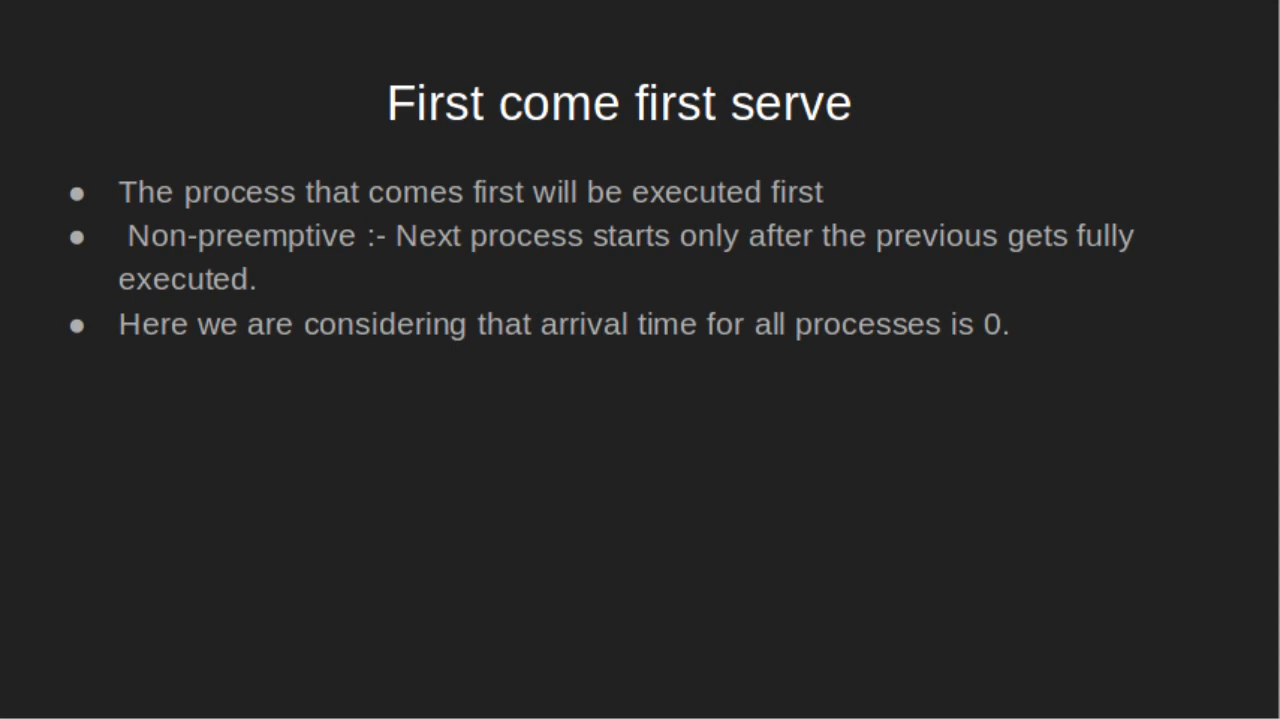 First come first serve
● The process that comes first will be executed first
● Non-preemptive :- Next process starts only after the previous gets fully
executed.
● Here we are considering that arrival time for all processes is 0.